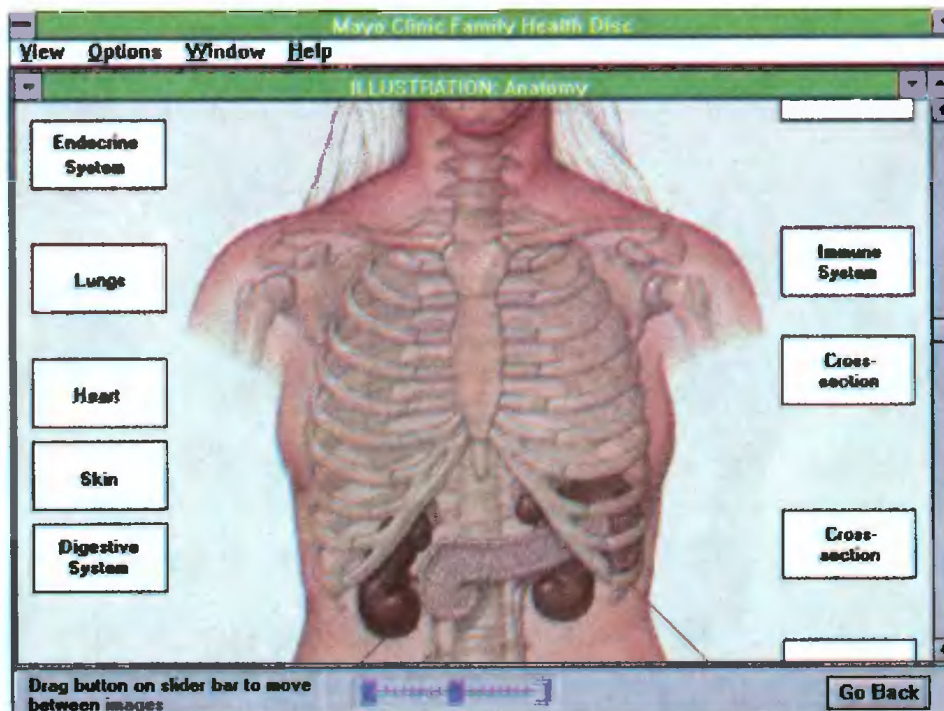 Mayo Clinic Family Health Disc
View Options Window Help
ILLUSTRATION: Anatomy
Endocrine
System
Lungs
Heart
Skin
Digestive
System
Immune
System
Cross-
section
Cross-
section
Drag button on slider bar to move
between images
Go Back